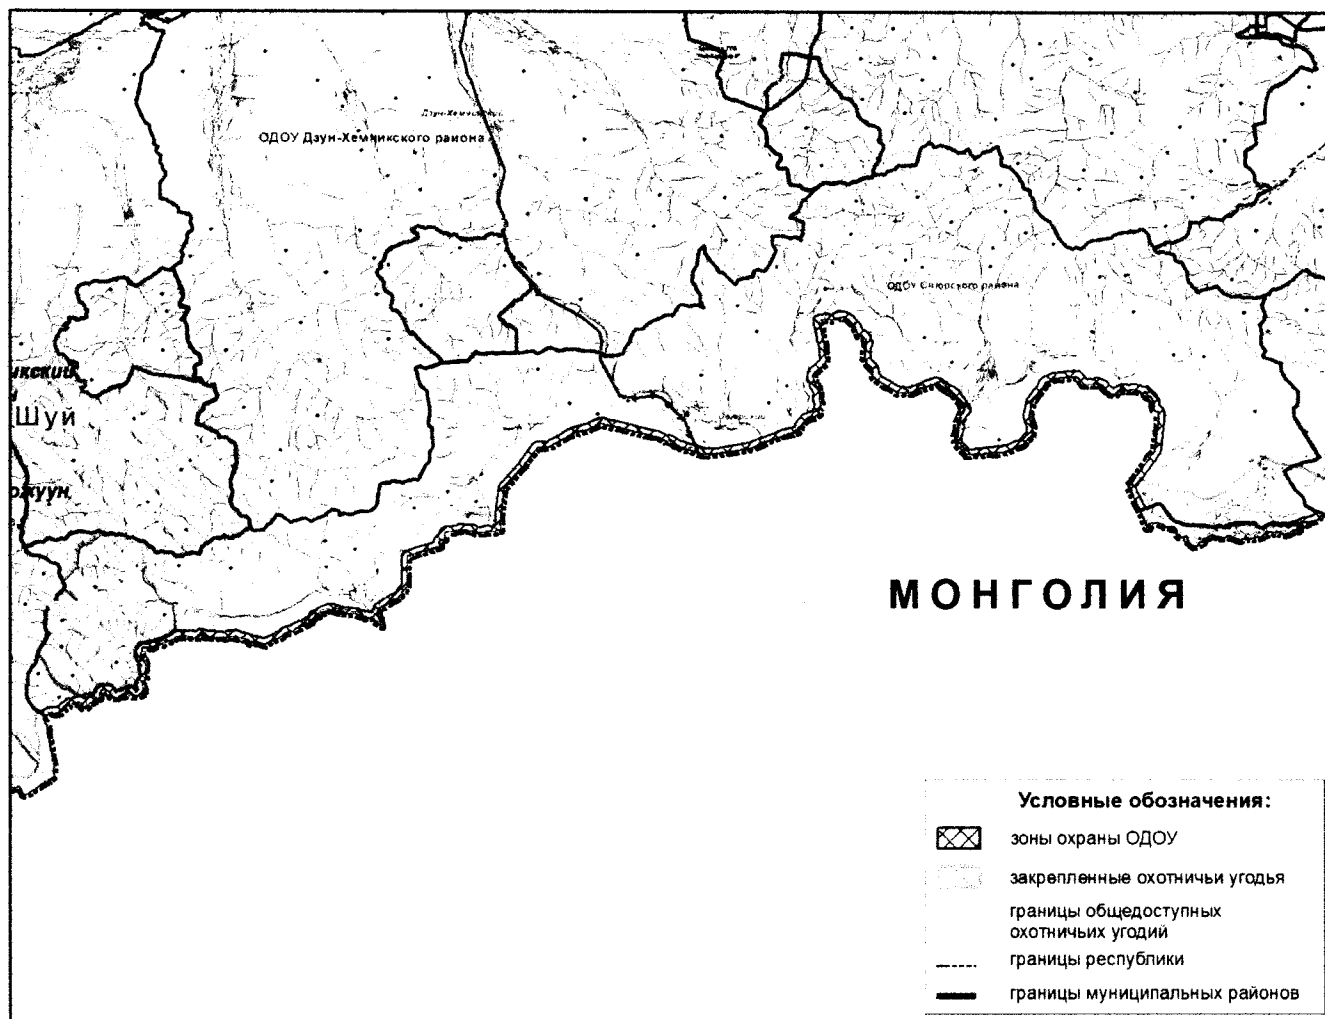 ОДОУ Дзун-Хемчикского района
ОДОУ района
Шуй
МОНГОЛИЯ
Условные обозначения:
зоны охраны ОДОУ
закрепленные охотничьи угодья
границы общедоступных
охотничьих угодий
границы республики
границы муниципальных районов